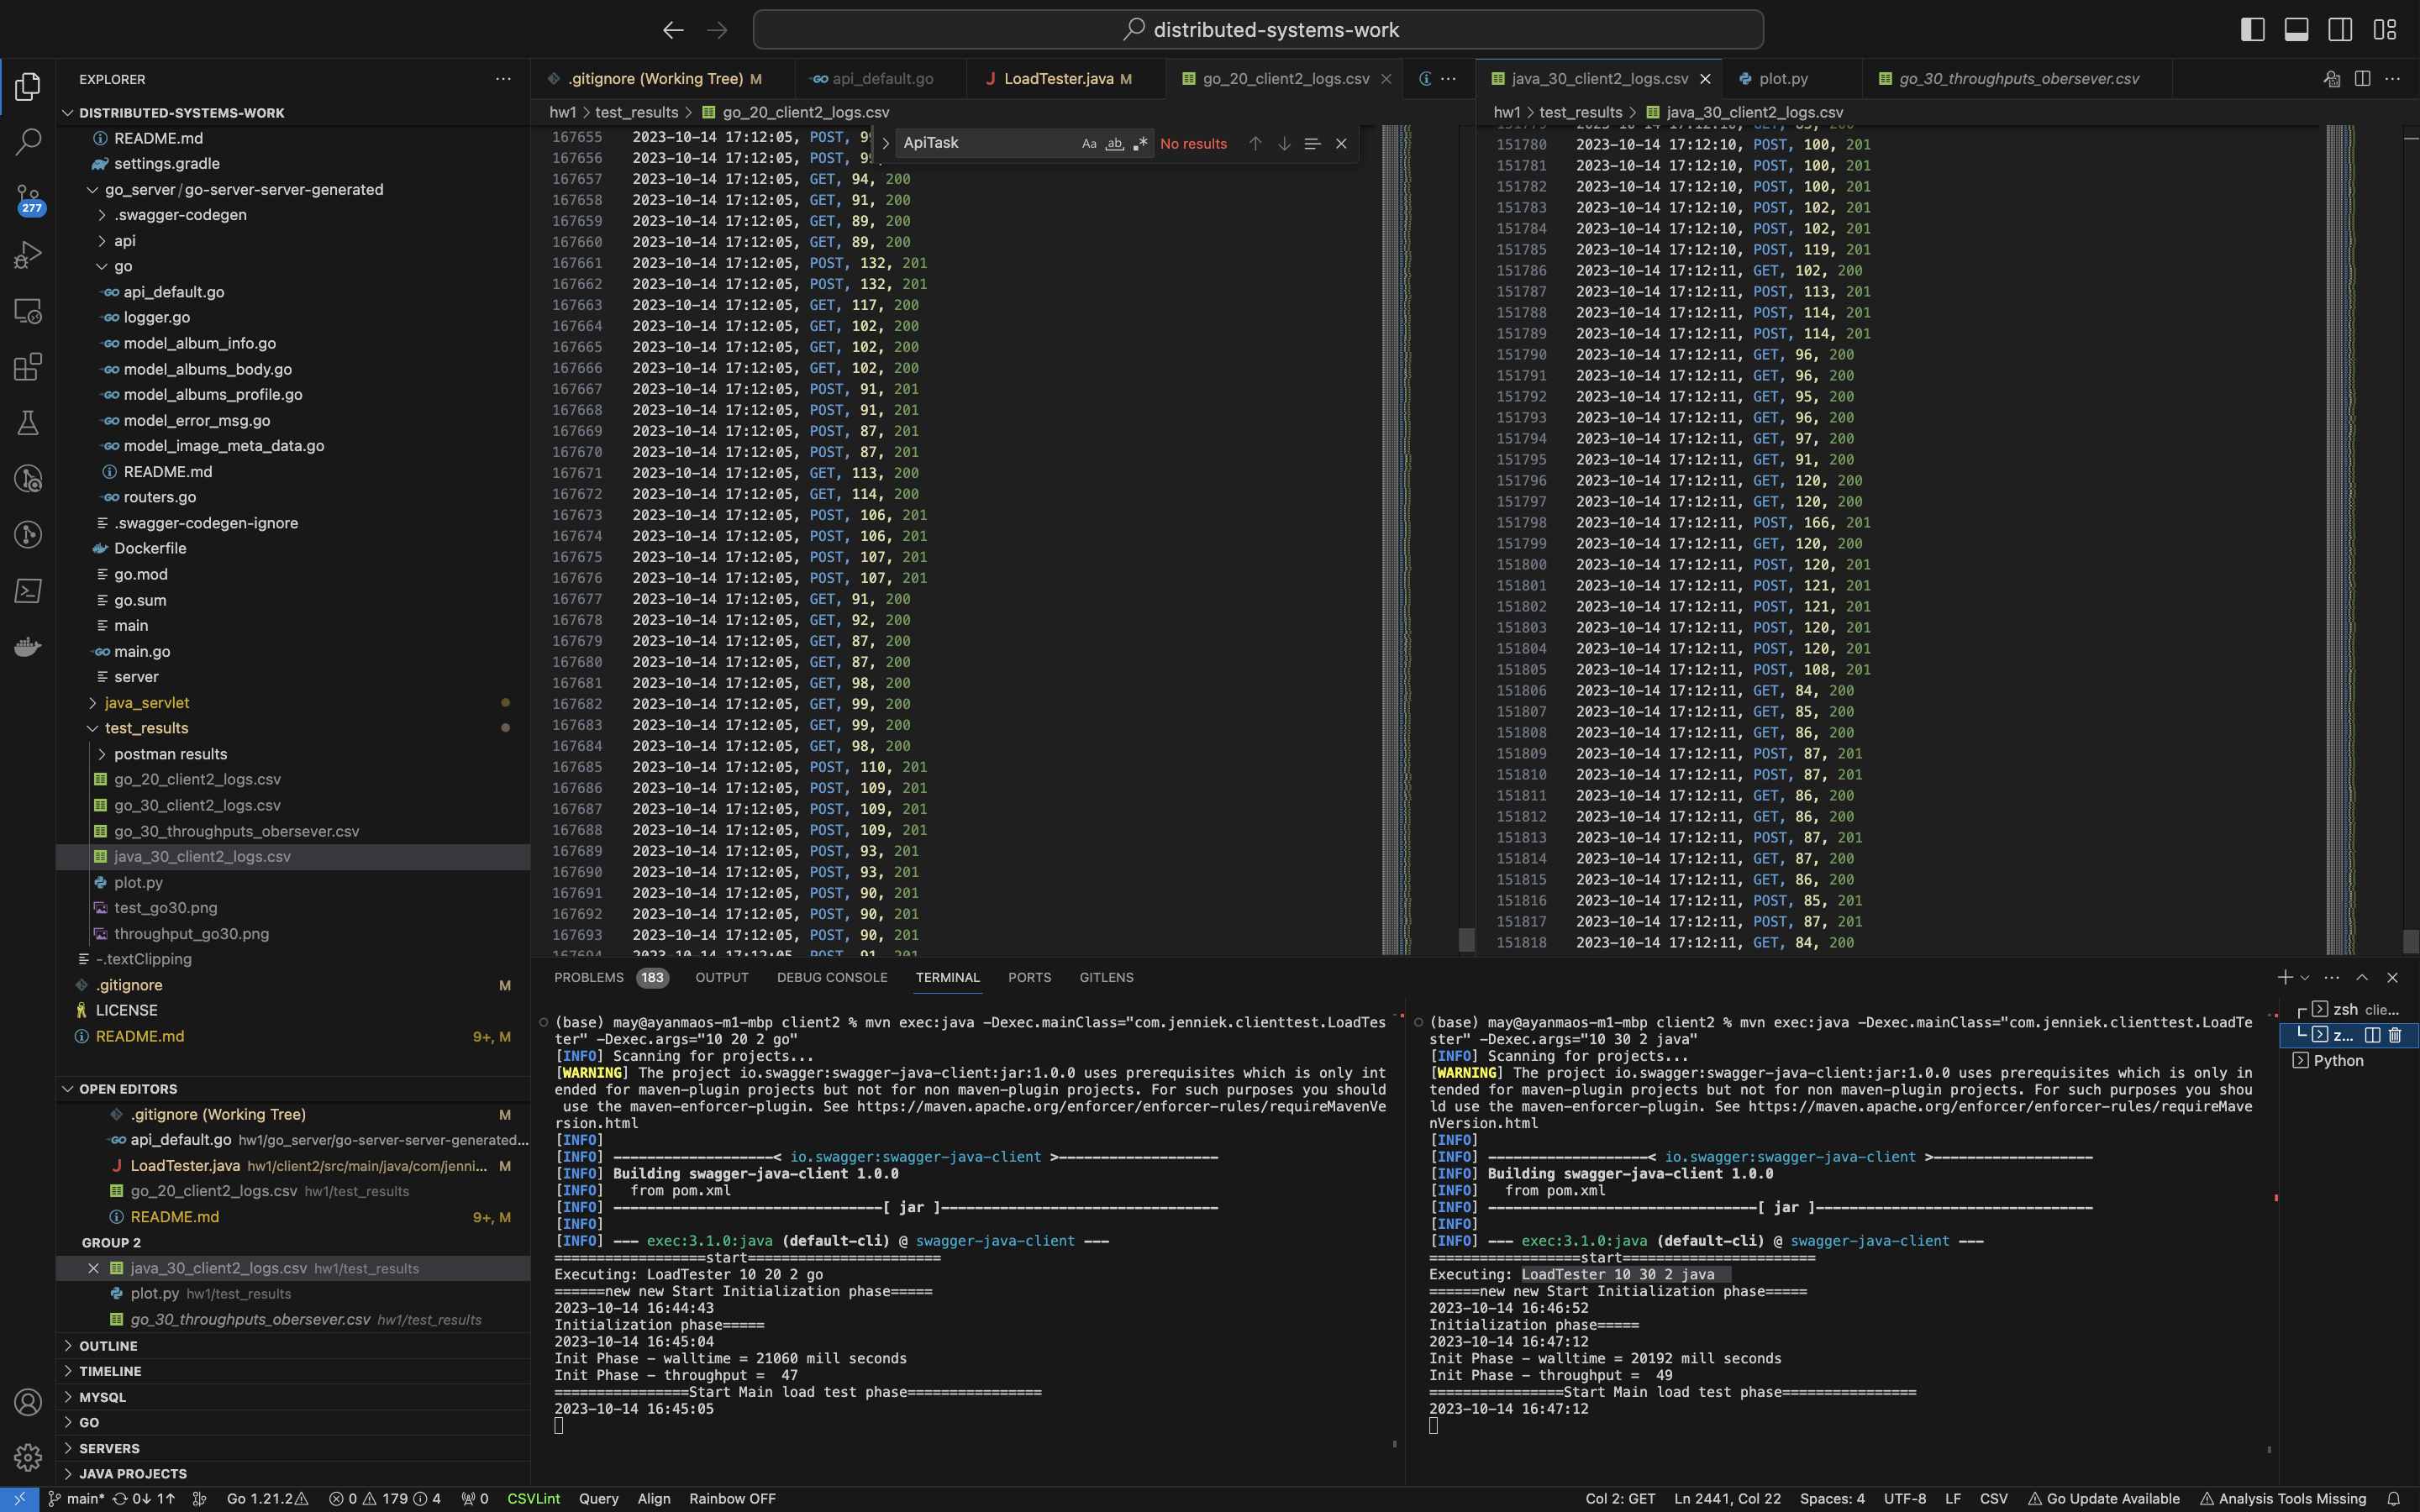 distributed-systems-work
EXPLORER
DISTRIBUTED-SYSTEMS-WORK
README.md
settings.gradle
go_server/go-server-server-generated
.swagger-codegen
api
go
api_default.go
logger.go
model_album_info.go
model_albums_body.go
model_albums_profile.go
model_error_msg.go
model_image_meta_data.go
README.md
routers.go
.swagger-codegen-ignore
Dockerfile
go.mod
go.sum
main
main.go
server
java_servlet
test_results
postman results
go_20_client2_logs.csv
go_30_client2_logs.csv
go_30_throughputs_obersever.csv
java_30_client2_logs.csv
plot.py
test_go30.png
throughput_go30.png
-.textClipping
.gitignore M
LICENSE
README.md 9+, M
OPEN EDITORS
.gitignore (Working Tree) M
api_default.go hw1/go_server/go-server-server-generated...
LoadTester.java hw1/client2/src/main/java/com/jenni... M
go_20_client2_logs.csv hw1/test_results
README.md 9+, M
GROUP 2
java_30_client2_logs.csv hw1/test_results
plot.py hw1/test_results
go_30_throughputs_obersever.csv hw1/test_results
OUTLINE
TIMELINE
MYSQL
GO
SERVERS
JAVA PROJECTS
277
.gitignore (Working Tree) M api_default.go LoadTester.java M go_20_client2_logs.csv
hw1 > test_results > go_20_client2_logs.csv
ApiTask Aa ab No results
167655 2023-10-14 17:12:05, POST,
167656 2023-10-14 17:12:05, POST,
167657 2023-10-14 17:12:05, GET, 94, 200
167658 2023-10-14 17:12:05, GET, 91, 200
167659 2023-10-14 17:12:05, GET, 89, 200
167660 2023-10-14 17:12:05, GET, 89, 200
167661 2023-10-14 17:12:05, POST, 132, 201
167662 2023-10-14 17:12:05, POST, 132, 201
167663 2023-10-14 17:12:05, GET, 117, 200
167664 2023-10-14 17:12:05, GET, 102, 200
167665 2023-10-14 17:12:05, GET, 102, 200
167666 2023-10-14 17:12:05, GET, 102, 200
167667 2023-10-14 17:12:05, POST, 91, 201
167668 2023-10-14 17:12:05, POST, 91, 201
167669 2023-10-14 17:12:05, POST, 87, 201
167670 2023-10-14 17:12:05, POST, 87, 201
167671 2023-10-14 17:12:05, GET, 113, 200
167672 2023-10-14 17:12:05, GET, 114, 200
167673 2023-10-14 17:12:05, POST, 106, 201
167674 2023-10-14 17:12:05, POST, 106, 201
167675 2023-10-14 17:12:05, POST, 107, 201
167676 2023-10-14 17:12:05, POST, 107, 201
167677 2023-10-14 17:12:05, GET, 91, 200
167678 2023-10-14 17:12:05, GET, 92, 200
167679 2023-10-14 17:12:05, GET, 87, 200
167680 2023-10-14 17:12:05, GET, 87, 200
167681 2023-10-14 17:12:05, GET, 98, 200
167682 2023-10-14 17:12:05, GET, 99, 200
167683 2023-10-14 17:12:05, GET, 99, 200
167684 2023-10-14 17:12:05, GET, 98, 200
167685 2023-10-14 17:12:05, POST, 110, 201
167686 2023-10-14 17:12:05, POST, 109, 201
167687 2023-10-14 17:12:05, POST, 109, 201
167688 2023-10-14 17:12:05, POST, 109, 201
167689 2023-10-14 17:12:05, POST, 93, 201
167690 2023-10-14 17:12:05, POST, 93, 201
167691 2023-10-14 17:12:05, POST, 90, 201
167692 2023-10-14 17:12:05, POST, 90, 201
167693 2023-10-14 17:12:05, POST, 90, 201
167694 2023-10-14 17:12:05, POST, 91, 201
java_30_client2_logs.csv plot.py go_30_throughputs_obersever.csv
hw1 > test_results > java_30_client2_logs.csv
151780 2023-10-14 17:12:10, POST, 100, 201
151781 2023-10-14 17:12:10, POST, 100, 201
151782 2023-10-14 17:12:10, POST, 100, 201
151783 2023-10-14 17:12:10, POST, 102, 201
151784 2023-10-14 17:12:10, POST, 102, 201
151785 2023-10-14 17:12:10, POST, 119, 201
151786 2023-10-14 17:12:11, GET, 102, 200
151787 2023-10-14 17:12:11, POST, 113, 201
151788 2023-10-14 17:12:11, POST, 114, 201
151789 2023-10-14 17:12:11, POST, 114, 201
151790 2023-10-14 17:12:11, GET, 96, 200
151791 2023-10-14 17:12:11, GET, 96, 200
151792 2023-10-14 17:12:11, GET, 95, 200
151793 2023-10-14 17:12:11, GET, 96, 200
151794 2023-10-14 17:12:11, GET, 97, 200
151795 2023-10-14 17:12:11, GET, 91, 200
151796 2023-10-14 17:12:11, GET, 120, 200
151797 2023-10-14 17:12:11, GET, 120, 200
151798 2023-10-14 17:12:11, POST, 166, 201
151799 2023-10-14 17:12:11, GET, 120, 200
151800 2023-10-14 17:12:11, POST, 120, 201
151801 2023-10-14 17:12:11, POST, 121, 201
151802 2023-10-14 17:12:11, POST, 121, 201
151803 2023-10-14 17:12:11, POST, 120, 201
151804 2023-10-14 17:12:11, POST, 120, 201
151805 2023-10-14 17:12:11, POST, 108, 201
151806 2023-10-14 17:12:11, GET, 84, 200
151807 2023-10-14 17:12:11, GET, 85, 200
151808 2023-10-14 17:12:11, GET, 86, 200
151809 2023-10-14 17:12:11, POST, 87, 201
151810 2023-10-14 17:12:11, POST, 87, 201
151811 2023-10-14 17:12:11, GET, 86, 200
151812 2023-10-14 17:12:11, GET, 86, 200
151813 2023-10-14 17:12:11, POST, 87, 201
151814 2023-10-14 17:12:11, GET, 87, 200
151815 2023-10-14 17:12:11, GET, 86, 200
151816 2023-10-14 17:12:11, POST, 85, 201
151817 2023-10-14 17:12:11, POST, 87, 201
151818 2023-10-14 17:12:11, GET, 84, 200
PROBLEMS 183 OUTPUT DEBUG CONSOLE TERMINAL PORTS GITLENS
(base) may@ayanmaos-m1-mbp client2 % mvn exec:java -Dexec.mainClass="com.jenniek.clienttest.LoadTes
ter" -Dexec.args="10 20 2 go"
[INFO] Scanning for projects...
[WARNING] The project io.swagger:swagger-java-client:jar:1.0.0 uses prerequisites which is only int
ended for maven-plugin projects but not for non maven-plugin projects. For such purposes you should
use the maven-enforcer-plugin. See https://maven.apache.org/enforcer/enforcer-rules/requireMavenVe
rsion.html
[INFO]
[INFO] -------------------< io.swagger:swagger-java-client >-------------------
[INFO] Building swagger-java-client 1.0.0
[INFO]   from pom.xml
[INFO] --------------------------------[ jar ]---------------------------------
[INFO]
[INFO] --- exec:3.1.0:java (default-cli) @ swagger-java-client ---
==================start=======================
Executing: LoadTester 10 20 2 go
======new new Start Initialization phase=====
2023-10-14 16:44:43
Initialization phase=====
2023-10-14 16:45:04
Init Phase - walltime = 21060 mill seconds
Init Phase - throughput =  47
================Start Main load test phase================
2023-10-14 16:45:05
(base) may@ayanmaos-m1-mbp client2 % mvn exec:java -Dexec.mainClass="com.jenniek.clienttest.LoadTe
ster" -Dexec.args="10 30 2 java"
[INFO] Scanning for projects...
[WARNING] The project io.swagger:swagger-java-client:jar:1.0.0 uses prerequisites which is only in
tended for maven-plugin projects but not for non maven-plugin projects. For such purposes you shou
ld use the maven-enforcer-plugin. See https://maven.apache.org/enforcer/enforcer-rules/requireMave
nVersion.html
[INFO]
[INFO] -------------------< io.swagger:swagger-java-client >-------------------
[INFO] Building swagger-java-client 1.0.0
[INFO]   from pom.xml
[INFO] --------------------------------[ jar ]---------------------------------
[INFO]
[INFO] --- exec:3.1.0:java (default-cli) @ swagger-java-client ---
==================start=======================
Executing: LoadTester 10 30 2 java
======new new Start Initialization phase=====
2023-10-14 16:46:52
Initialization phase=====
2023-10-14 16:47:12
Init Phase - walltime = 20192 mill seconds
Init Phase - throughput =  49
================Start Main load test phase================
2023-10-14 16:47:12
zsh clie...
z...
Python
main* 0↓ 1↑ Go 1.21.2 0 179 4 0 CSVLint Query Align Rainbow OFF Col 2: GET Ln 2441, Col 22 Spaces: 4 UTF-8 LF CSV Go Update Available Analysis Tools Missing